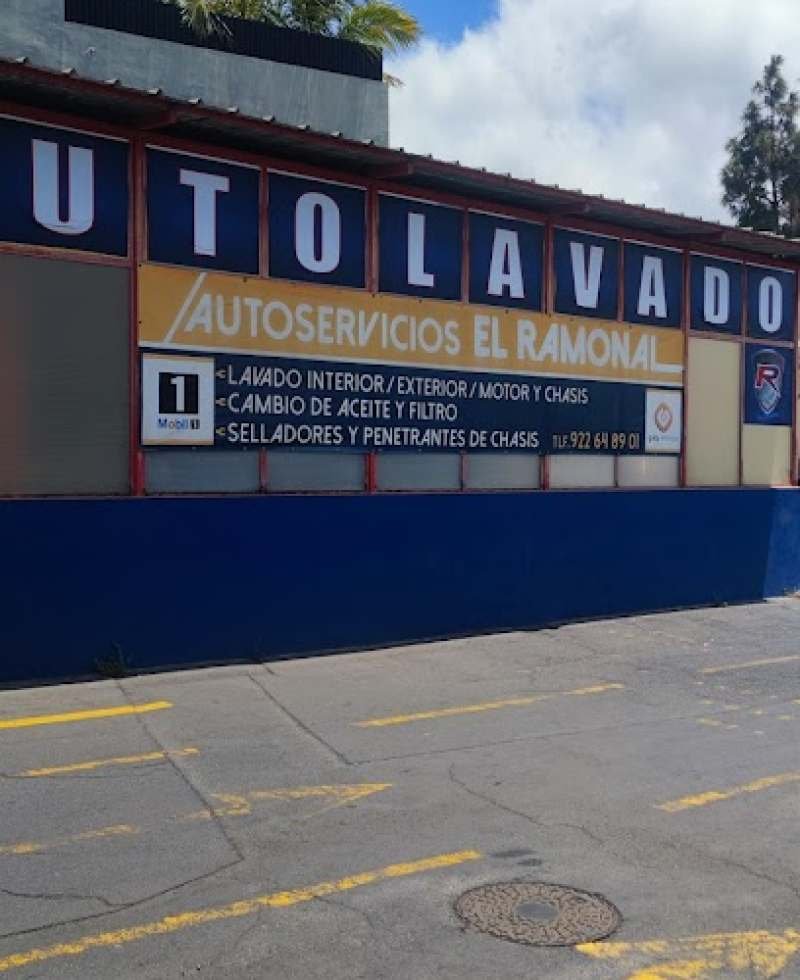 UTOLAVADO
AUTOSERVICIOS EL RAMONAL
1
Mobil 1
LAVADO INTERIOR/EXTERIOR/MOTOR Y CHASIS
CAMBIO DE ACEITE Y FILTRO
SELLADORES Y PENETRANTES DE CHASIS TLF. 922 64 89 01
R